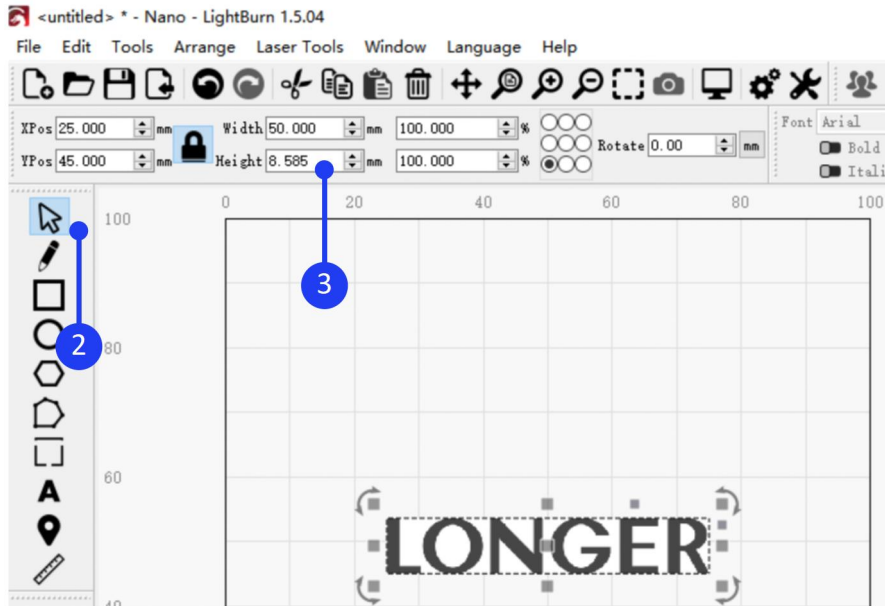 <untitled> * - Nano - LightBurn 1.5.04
File Edit Tools Arrange Laser Tools Window Language Help
XPos 25.000 mm Width 50.000 mm 100.000 % Rotate 0.00 mm Font Arial
YPos 45.000 mm Height 8.585 mm 100.000 % Bold
Itali
0 20 40 60 80 100
100
3
2
80
60
LONGER
A
40